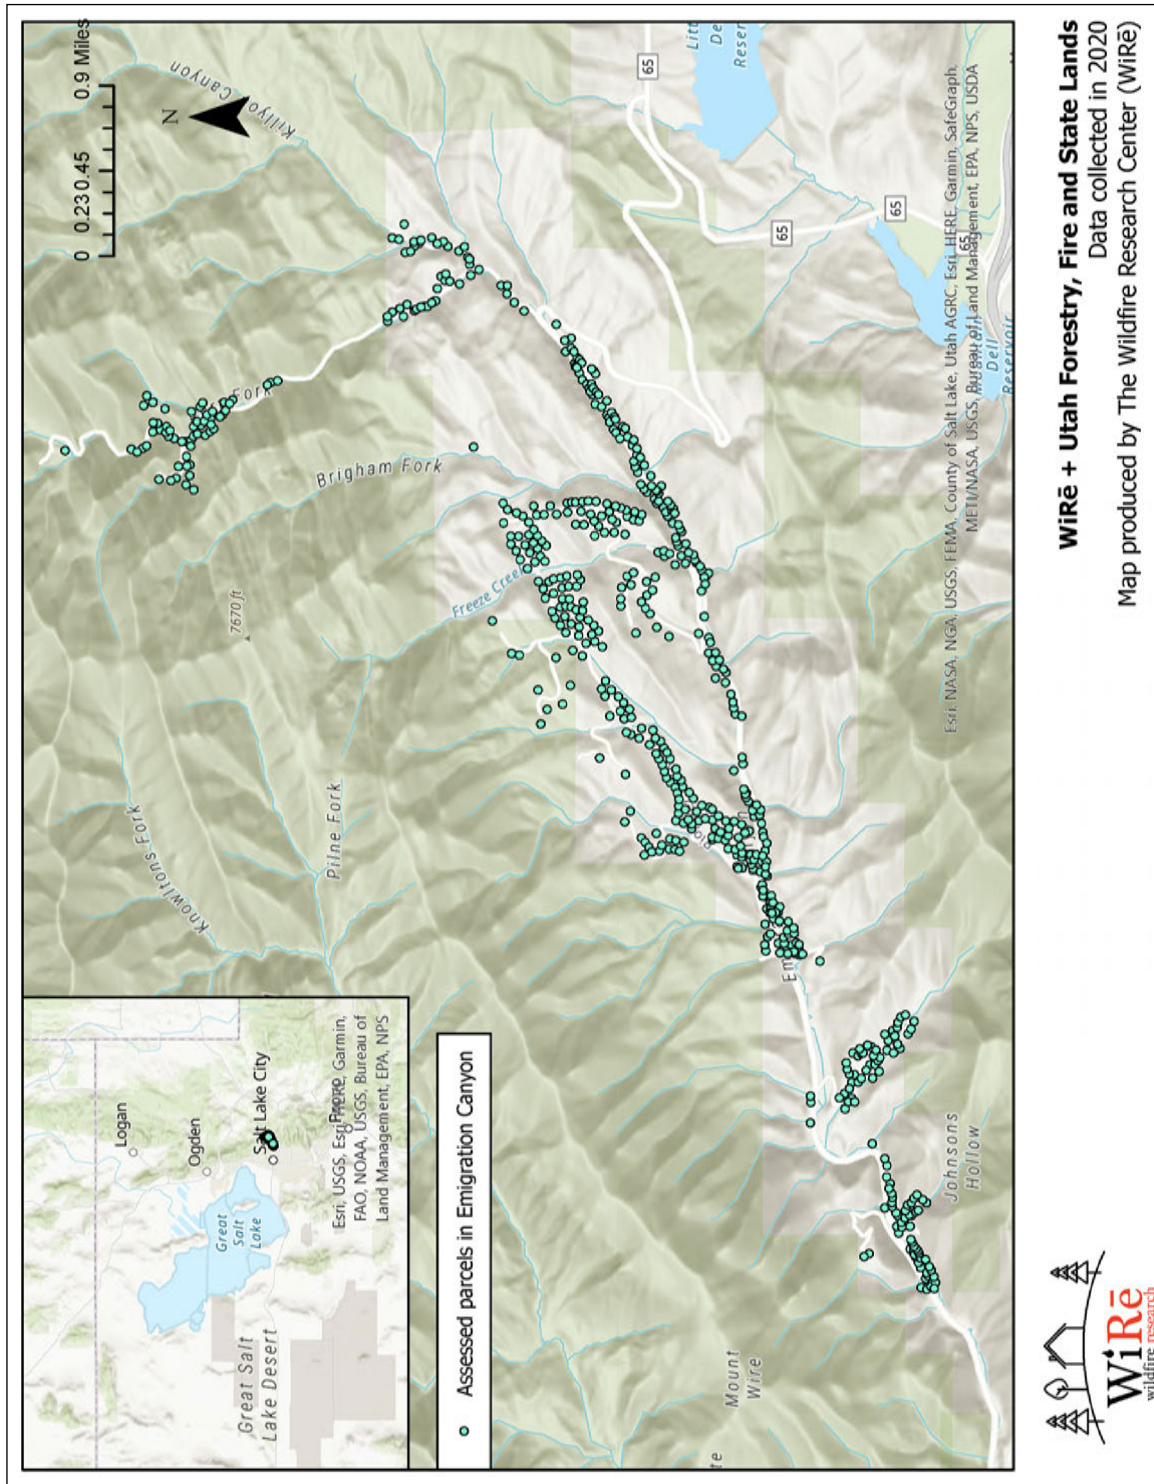 0 0.23 0.45 0.9 Miles
N
Killyon Canyon
Fork
Brigham Fork
7670 ft
Freeze Creek
Knowltons Fork
Pilne Fork
65
65
65
65
Dell
Reservoir
Johnsons
Hollow
Mount
Wire
Logan
Ogden
Salt Lake City
Great
Salt
Lake
Great Salt
Lake Desert
Esri, USGS, Esri, HERE, Garmin,
FAO, NOAA, USGS, Bureau of
Land Management, EPA, NPS
Assessed parcels in Emigration Canyon
Esri, NASA, NGA, USGS, FEMA, County of Salt Lake, Utah AGRC, Esri, HERE, Garmin, SafeGraph,
METI/NASA, USGS, Bureau of Land Management, EPA, NPS, USDA
WiRē
wildfire research
WiRē + Utah Forestry, Fire and State Lands
Data collected in 2020
Map produced by The Wildfire Research Center (WiRē)